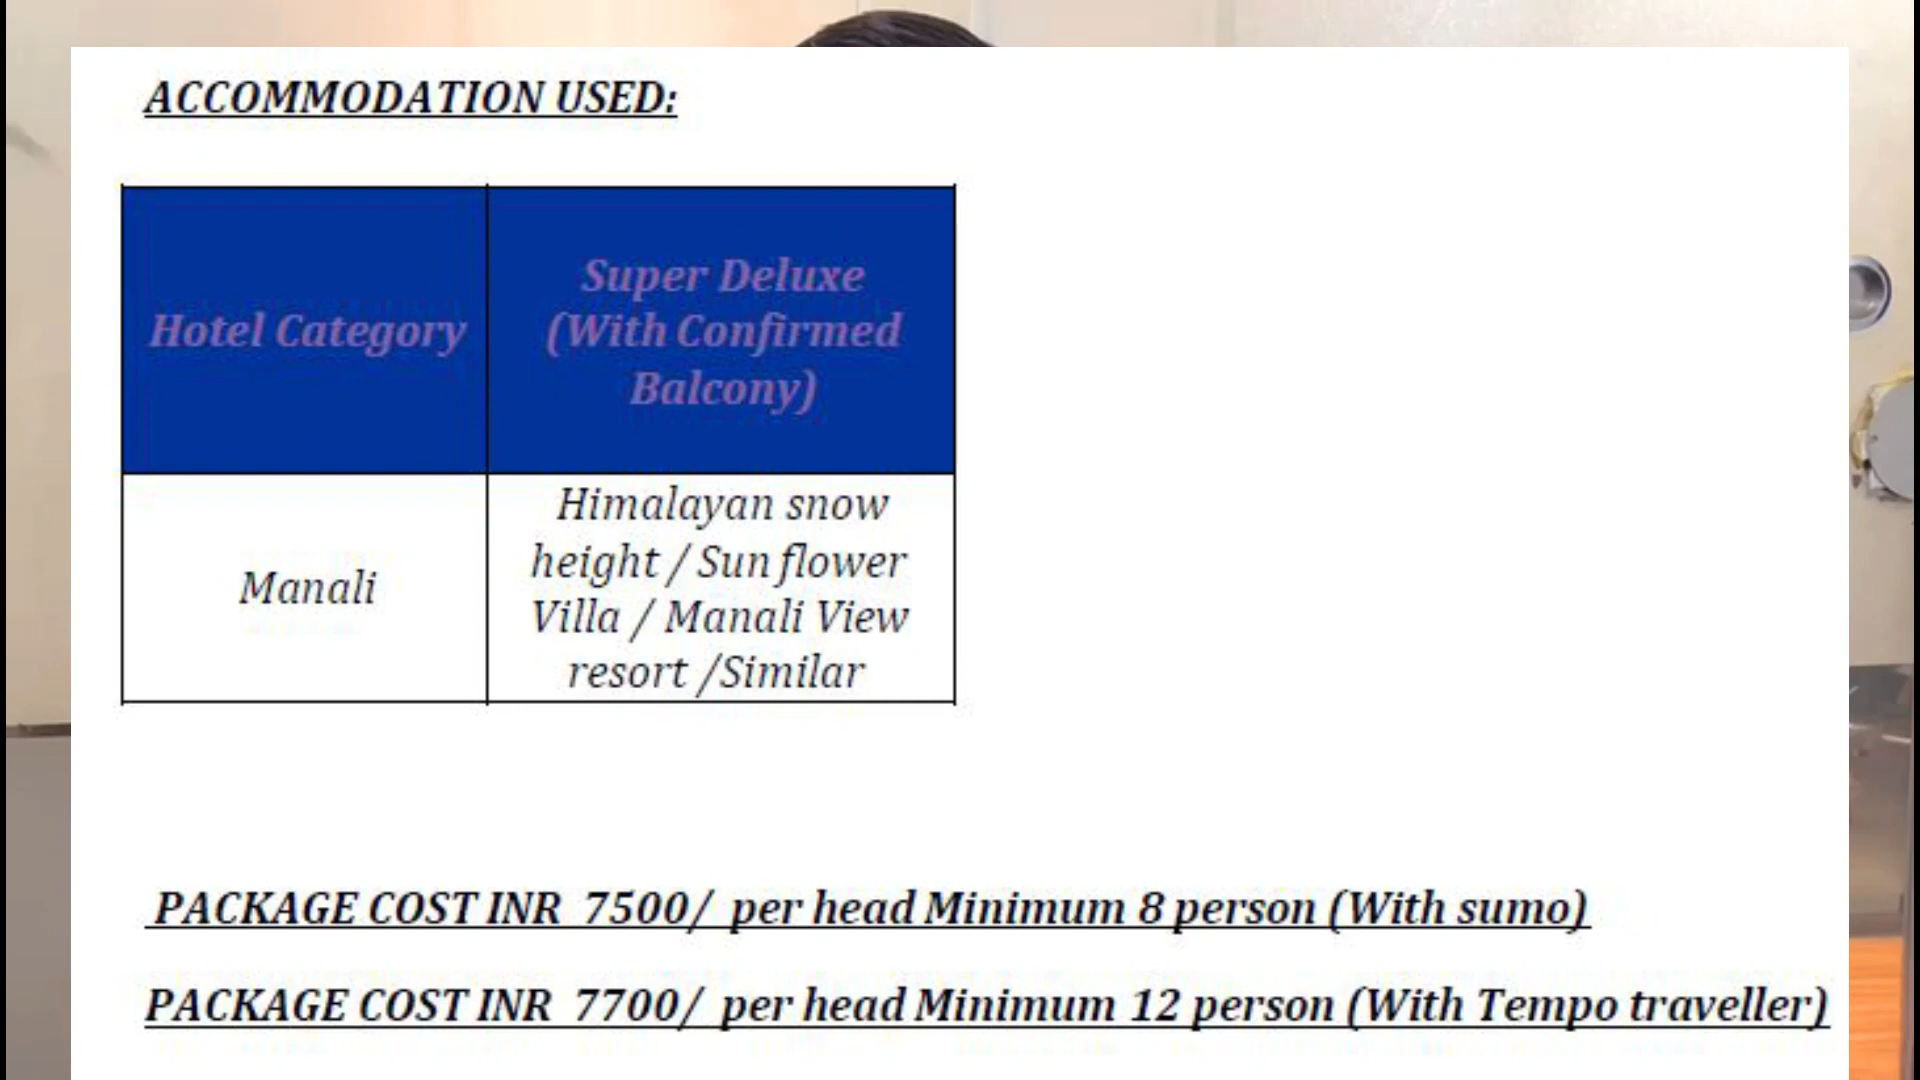 ACCOMMODATION USED:
Hotel Category
Super Deluxe
(With Confirmed
Balcony)
Manali
Himalayan snow
height / Sun flower
Villa / Manali View
resort /Similar
PACKAGE COST INR 7500/ per head Minimum 8 person (With sumo)
PACKAGE COST INR 7700/ per head Minimum 12 person (With Tempo traveller)